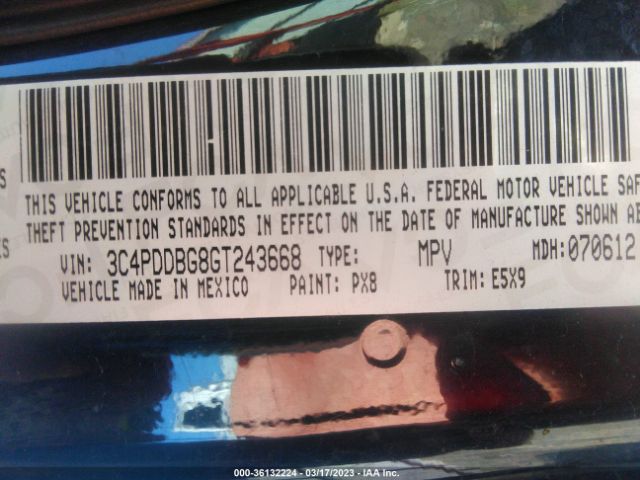 THIS VEHICLE CONFORMS TO ALL APPLICABLE U.S.A. FEDERAL MOTOR VEHICLE SAF
THEFT PREVENTION STANDARDS IN EFFECT ON THE DATE OF MANUFACTURE SHOWN AB
VIN: 3C4PDDBG8GT243668 TYPE: MPV MDH:070612
VEHICLE MADE IN MEXICO PAINT: PX8 TRIM: E5X9
000-36132224 - 03/17/2023 - IAA Inc.